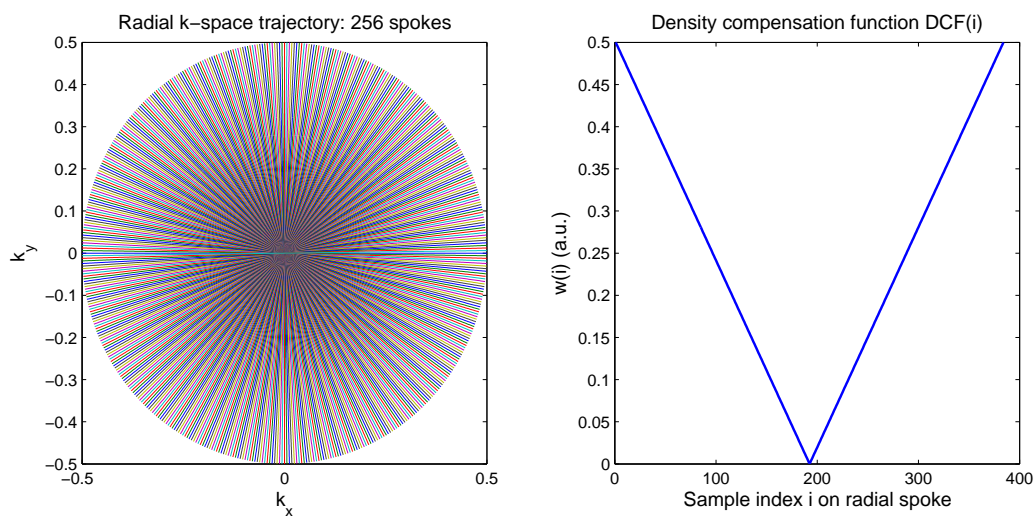 Radial k−space trajectory: 256 spokes
0.5
0.4
0.3
0.2
0.1
0
−0.1
−0.2
−0.3
−0.4
−0.5
k_y
−0.5 0 0.5
k_x
Density compensation function DCF(i)
0.5
0.45
0.4
0.35
0.3
0.25
0.2
0.15
0.1
0.05
0
w(i) (a.u.)
0 100 200 300 400
Sample index i on radial spoke